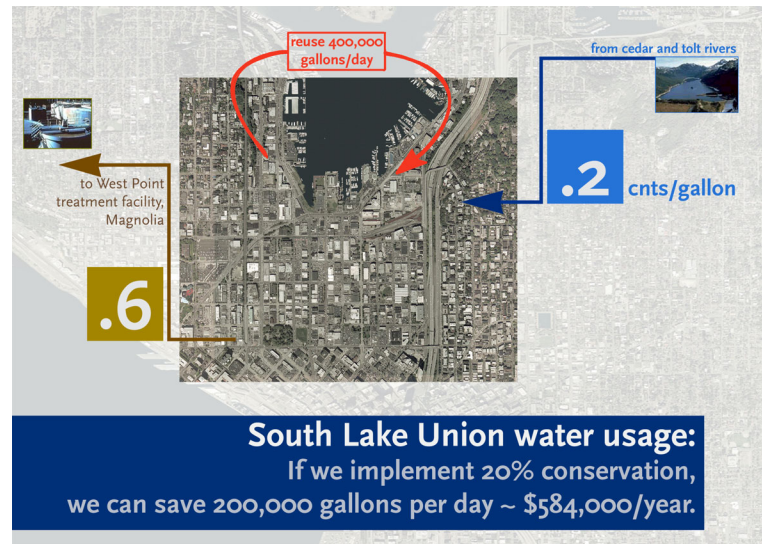 reuse 400,000
gallons/day
from cedar and tolt rivers
.2 cnts/gallon
to West Point
treatment facility,
Magnolia
.6
South Lake Union water usage:
If we implement 20% conservation,
we can save 200,000 gallons per day ~ $584,000/year.